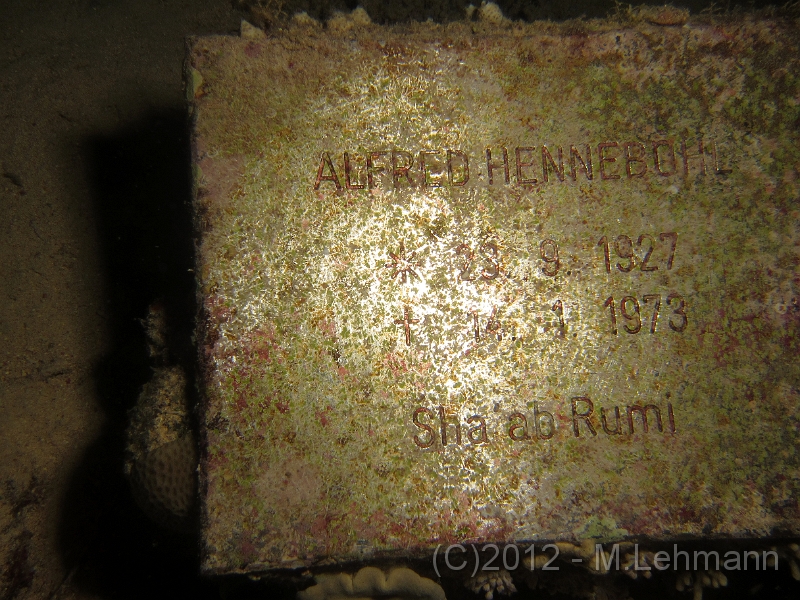 ALFRED HENNEBÖHL
* 23. 9. 1927
† 14. 1. 1973
Sha'ab Rumi
(C)2012 - M.Lehmann